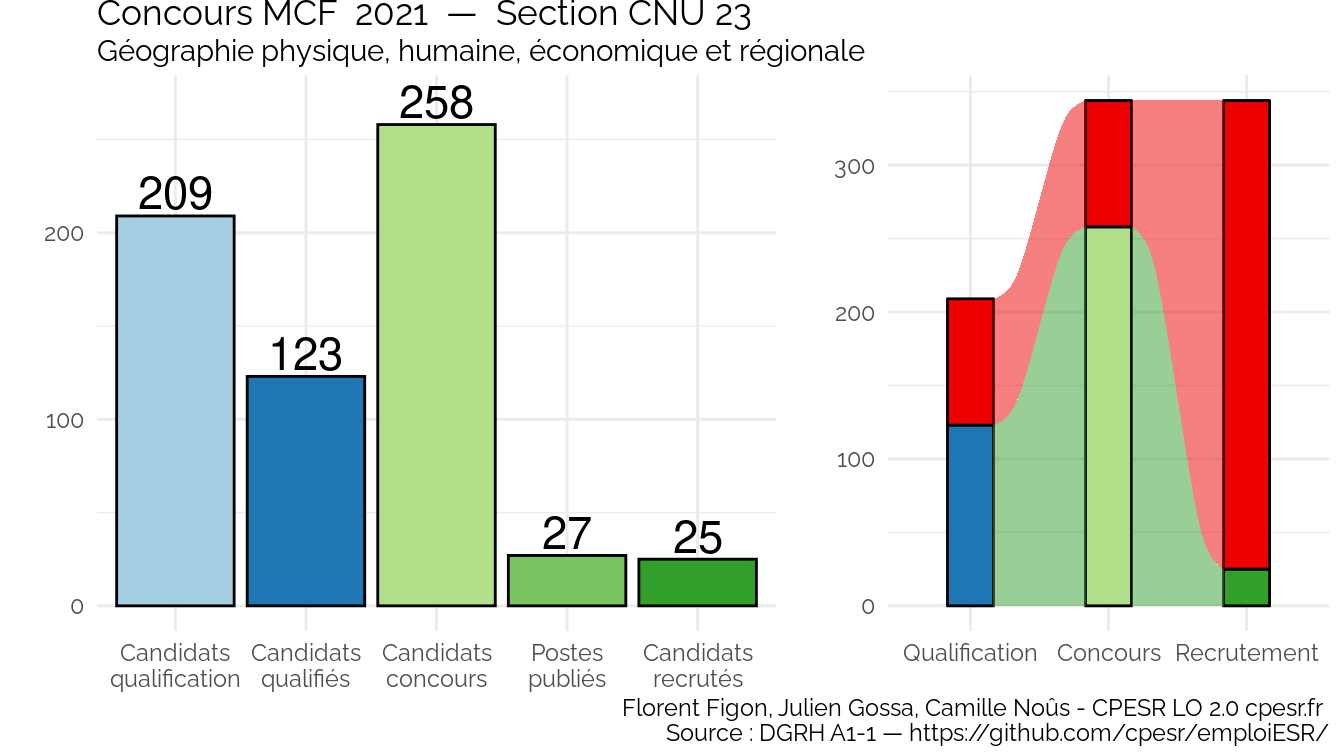 Concours MCF 2021 — Section CNU 23
Géographie physique, humaine, économique et régionale
258
209
123
27
25
200
100
0
Candidats qualification
Candidats qualifiés
Candidats concours
Postes publiés
Candidats recrutés
300
200
100
0
Qualification
Concours
Recrutement
Florent Figon, Julien Gossa, Camille Noûs - CPESR LO 2.0 cpesr.fr
Source : DGRH A1-1 — https://github.com/cpesr/emploiESR/